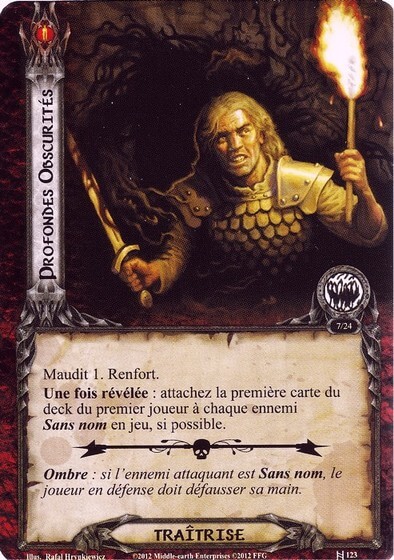 PROFONDES OBSCURITÉS
7/24
Maudit 1. Renfort.
Une fois révélée : attachez la première carte du
deck du premier joueur à chaque ennemi
Sans nom en jeu, si possible.
Ombre : si l'ennemi attaquant est Sans nom, le
joueur en défense doit défausser sa main.
TRAÎTRISE
Illus. Rafał Hrynkiewicz ©2012 Middle-earth Enterprises ©2012 FFG 123